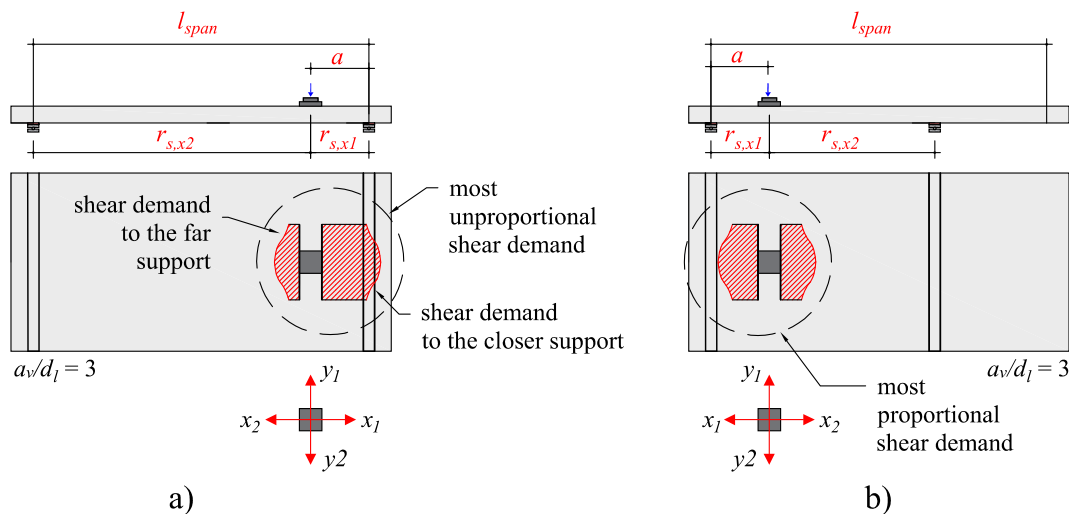 l_span
a
r_s,x2
r_s,x1
shear demand
to the far
support
most
unproportional
shear demand
shear demand
to the closer support
a_v/d_l = 3
y_1
x_2
x_1
y2
a)
l_span
a
r_s,x1
r_s,x2
a_v/d_l = 3
y_1
x_1
x_2
y2
most
proportional
shear demand
b)